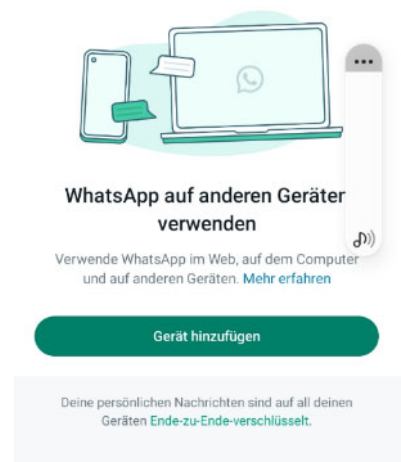 WhatsApp auf anderen Geräten
verwenden
Verwende WhatsApp im Web, auf dem Computer
und auf anderen Geräten. Mehr erfahren
Gerät hinzufügen
Deine persönlichen Nachrichten sind auf all deinen
Geräten Ende-zu-Ende-verschlüsselt.